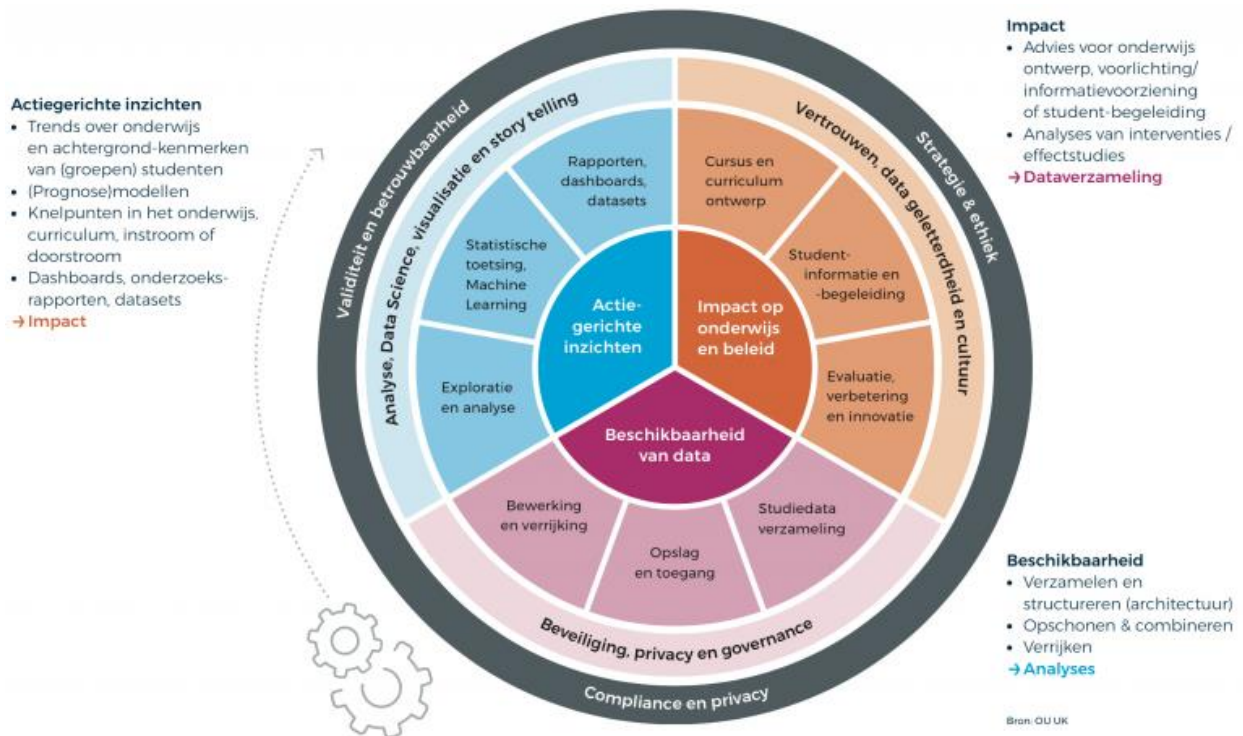 Actiegerichte inzichten
• Trends over onderwijs
en achtergrond-kenmerken
van (groepen) studenten
• (Prognose)modellen
• Knelpunten in het onderwijs,
curriculum, instroom of
doorstroom
• Dashboards, onderzoeks-
rapporten, datasets
→ Impact
Validiteit en betrouwbaarheid
Analyse, Data Science, visualisatie en story telling
Rapporten,
dashboards,
datasets
Statistische
toetsing,
Machine
Learning
Exploratie
en analyse
Actie-
gerichte
inzichten
Strategie & ethiek
Vertrouwen, data geletterdheid en cultuur
Cursus en
curriculum
ontwerp
Student-
informatie en
-begeleiding
Evaluatie,
verbetering
en innovatie
Impact op
onderwijs
en beleid
Beschikbaarheid
van data
Bewerking
en verrijking
Opslag
en toegang
Studiedata
verzameling
Beveiliging, privacy en governance
Compliance en privacy
Impact
• Advies voor onderwijs
ontwerp, voorlichting/
informatievoorziening
of student-begeleiding
• Analyses van interventies /
effectstudies
→ Dataverzameling
Beschikbaarheid
• Verzamelen en
structureren (architectuur)
• Opschonen & combineren
• Verrijken
→ Analyses
Bron: OU UK